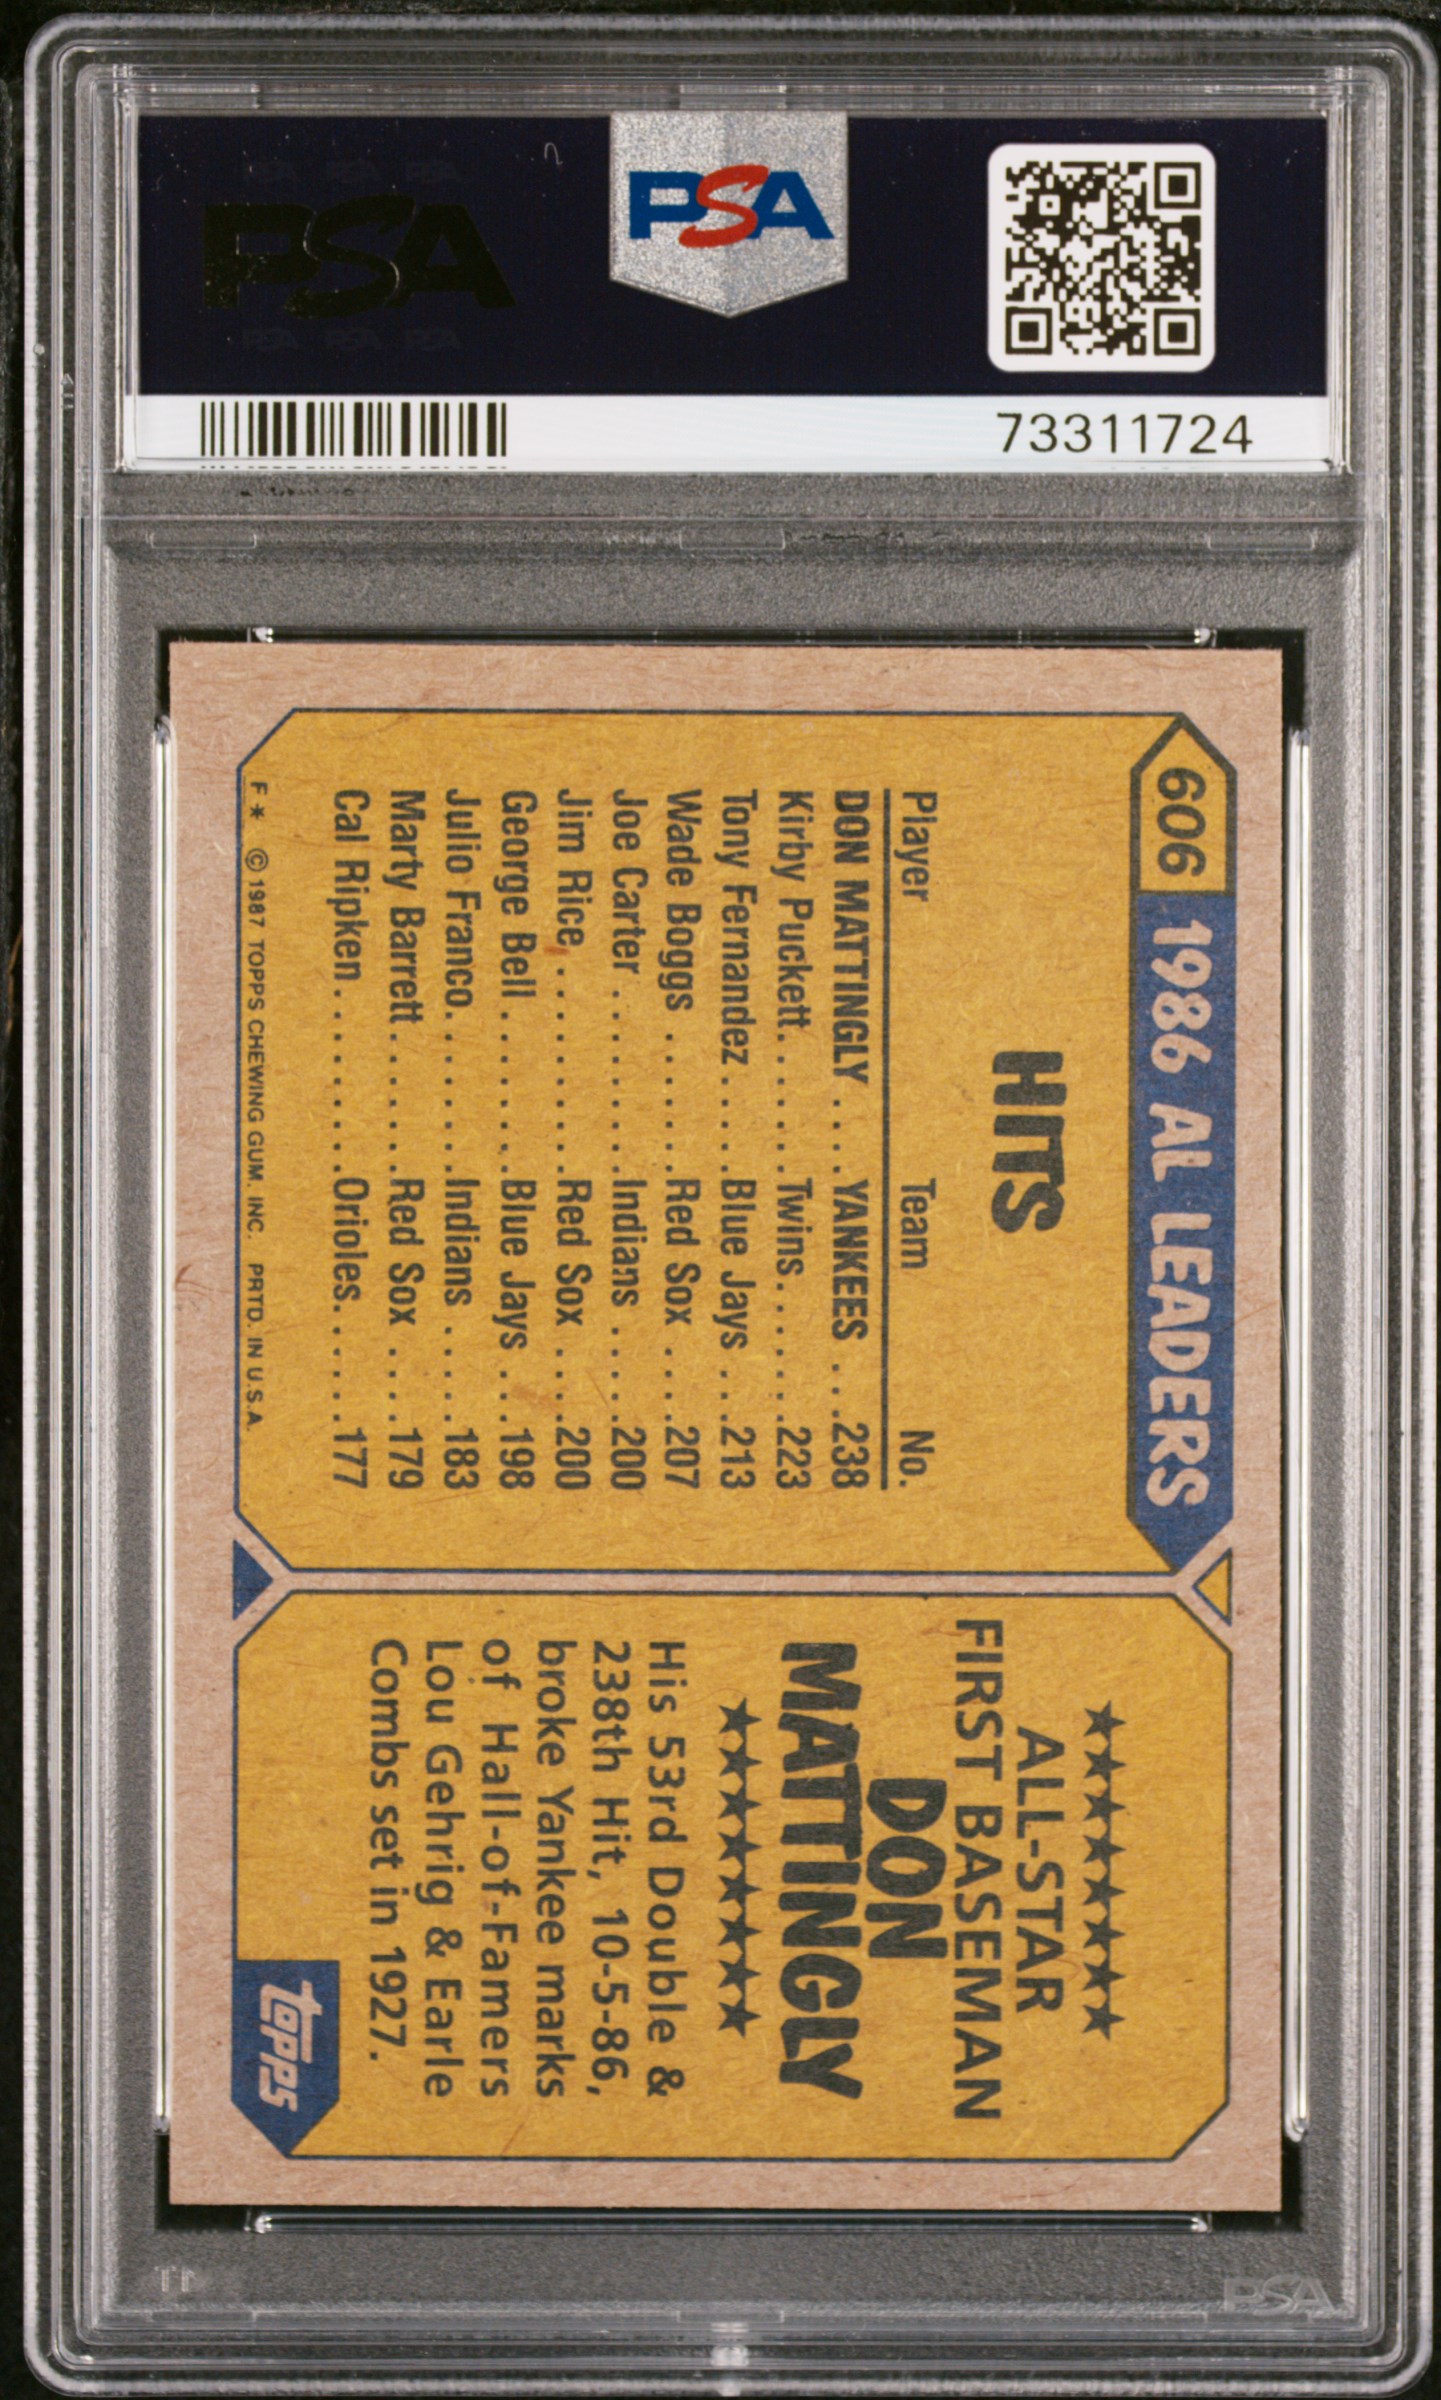 PSA
PSA
73311724
606
1986 AL LEADERS
HITS
Player Team No.
DON MATTINGLY . . . .YANKEES . . .238
Kirby Puckett. . . . . . .Twins. . . . . .223
Tony Fernandez. . . . .Blue Jays . . .213
Wade Boggs . . . . . . .Red Sox . . . .207
Joe Carter . . . . . . . . .Indians . . . . .200
Jim Rice. . . . . . . . . . .Red Sox . . . .200
George Bell . . . . . . . .Blue Jays . . .198
Julio Franco. . . . . . . .Indians . . . . .183
Marty Barrett . . . . . . .Red Sox . . . .179
Cal Ripken . . . . . . . . .Orioles. . . . . .177
F* © 1987 TOPPS CHEWING GUM. INC. PRTD. IN U.S.A.
ALL-STAR
FIRST BASEMAN
DON
MATTINGLY
His 53rd Double &
238th Hit, 10-5-86,
broke Yankee marks
of Hall-of-Famers
Lou Gehrig & Earle
Combs set in 1927.
topps
PSA